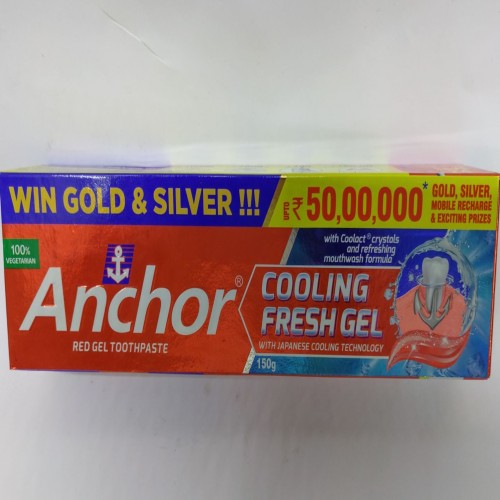 WIN GOLD & SILVER !!!
UPTO ₹ 50,00,000*
GOLD, SILVER,
MOBILE RECHARGE
& EXCITING PRIZES
with Coolact® crystals
and refreshing
mouthwash formula
100%
VEGETARIAN
Anchor®
RED GEL TOOTHPASTE
COOLING
FRESH GEL
WITH JAPANESE COOLING TECHNOLOGY
150g